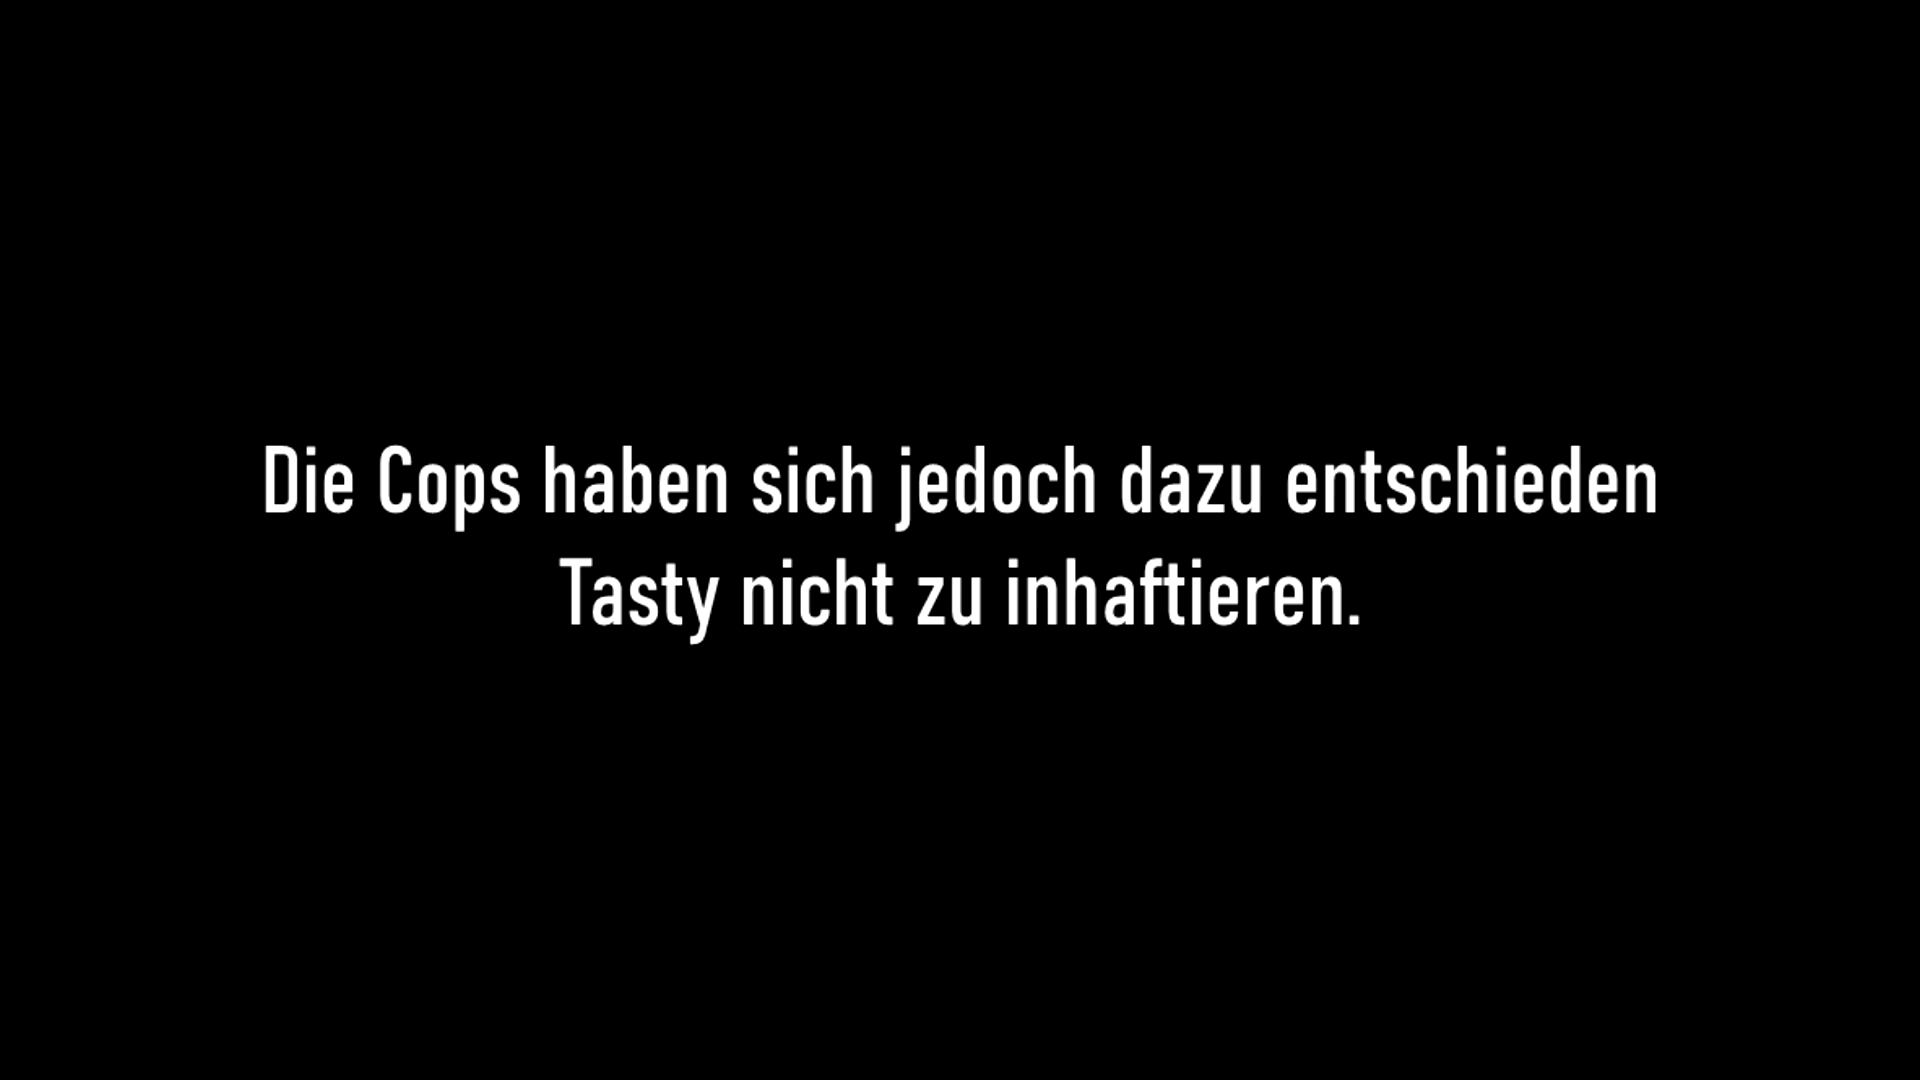 Die Cops haben sich jedoch dazu entschieden
Tasty nicht zu inhaftieren.